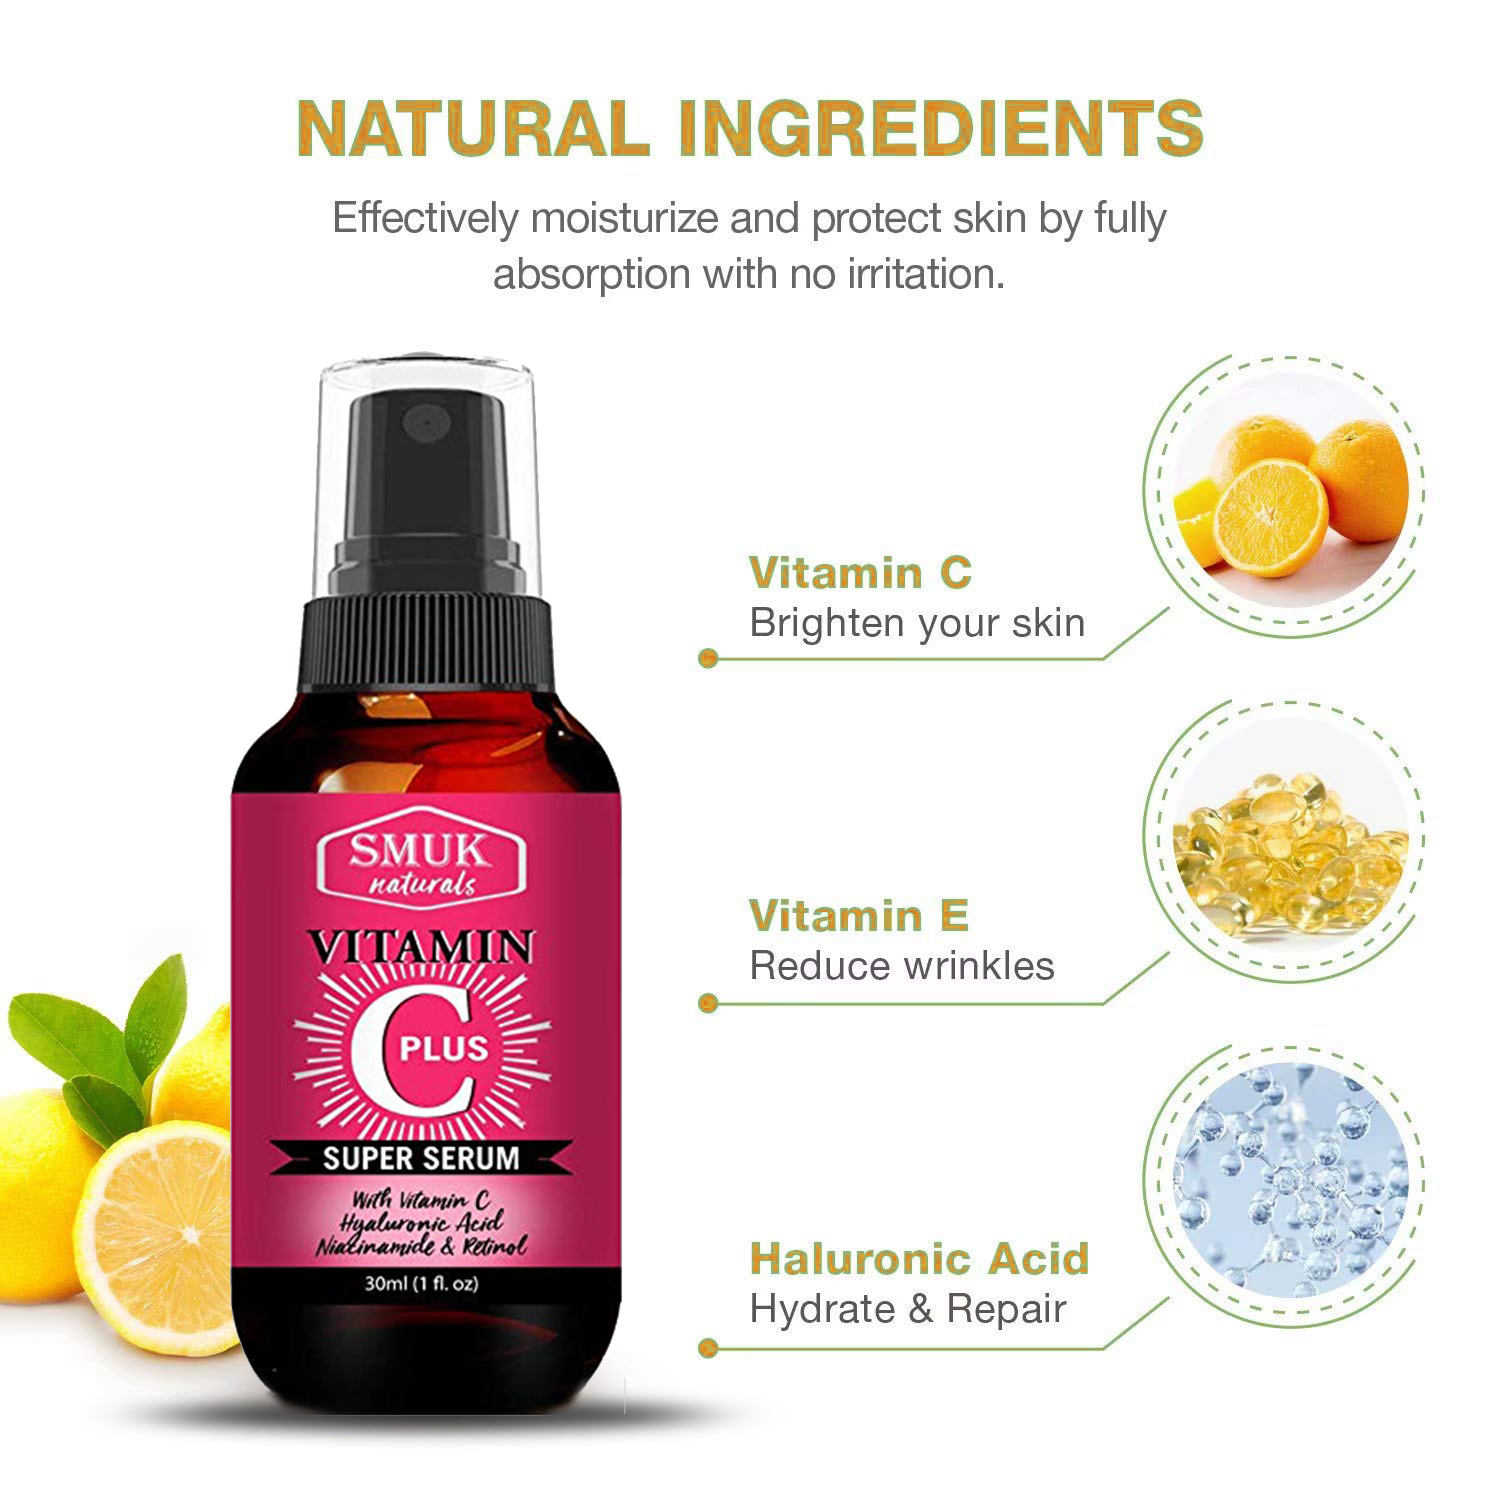 NATURAL INGREDIENTS
Effectively moisturize and protect skin by fully
absorption with no irritation.
SMUK
naturals
VITAMIN
C
PLUS
SUPER SERUM
With Vitamin C
Hyaluronic Acid
Niacinamide & Retinol
30ml (1 fl. oz)
Vitamin C
Brighten your skin
Vitamin E
Reduce wrinkles
Haluronic Acid
Hydrate & Repair